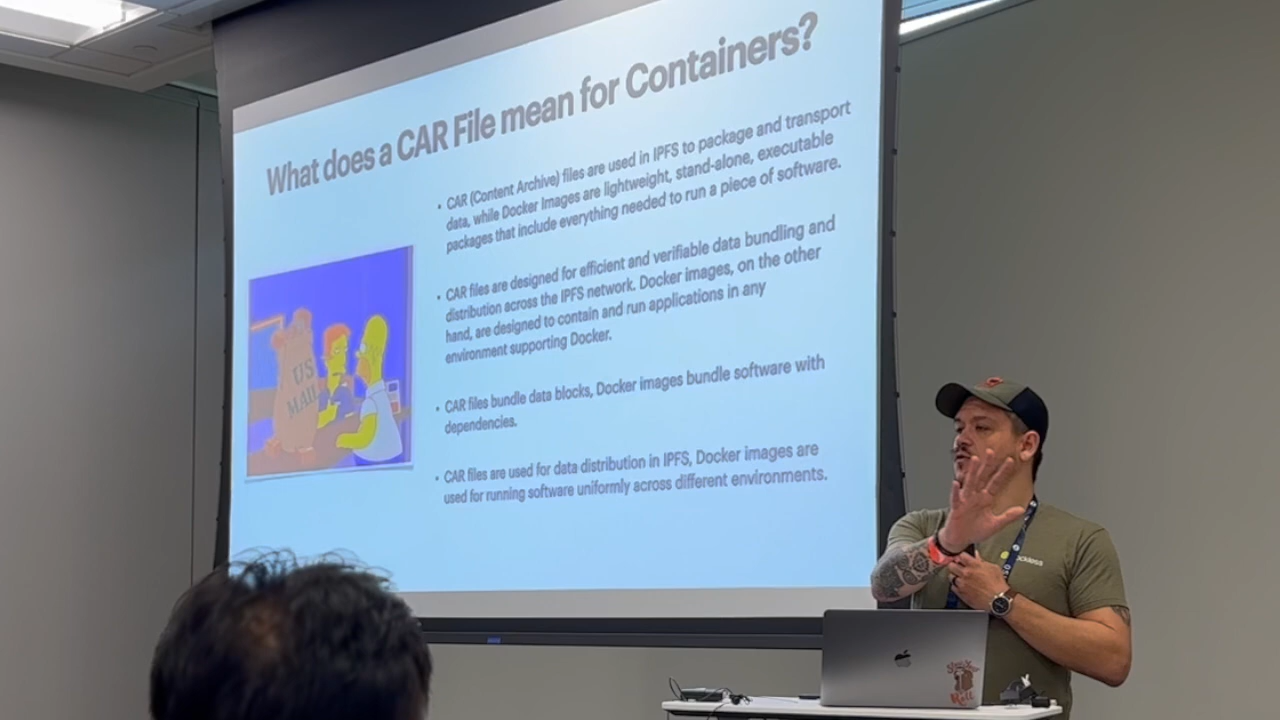 What does a CAR File mean for Containers?
• CAR (Content Archive) files are used in IPFS to package and transport
data, while Docker Images are lightweight, stand-alone, executable
packages that include everything needed to run a piece of software.
• CAR files are designed for efficient and verifiable data bundling and
distribution across the IPFS network. Docker images, on the other
hand, are designed to contain and run applications in any
environment supporting Docker.
• CAR files bundle data blocks, Docker images bundle software with
dependencies.
• CAR files are used for data distribution in IPFS, Docker images are
used for running software uniformly across different environments.
US
MAIL